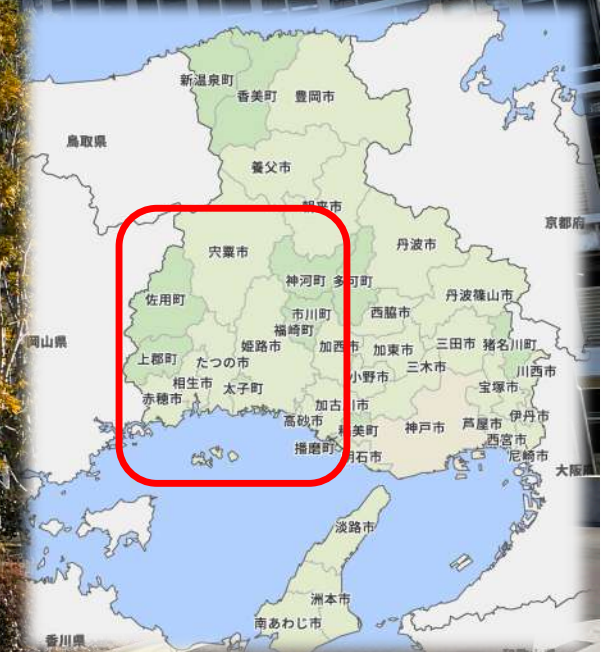 新温泉町
香美町
豊岡市
鳥取県
養父市
朝来市
京都府
宍粟市
丹波市
神河町
多可町
佐用町
丹波篠山市
市川町
西脇市
福崎町
岡山県
姫路市
加西市
加東市
三田市
猪名川町
上郡町
たつの市
三木市
川西市
小野市
相生市
太子町
宝塚市
赤穂市
加古川市
伊丹市
高砂市
稲美町
神戸市
芦屋市
西宮市
播磨町
明石市
尼崎市
大阪府
淡路市
洲本市
南あわじ市
香川県